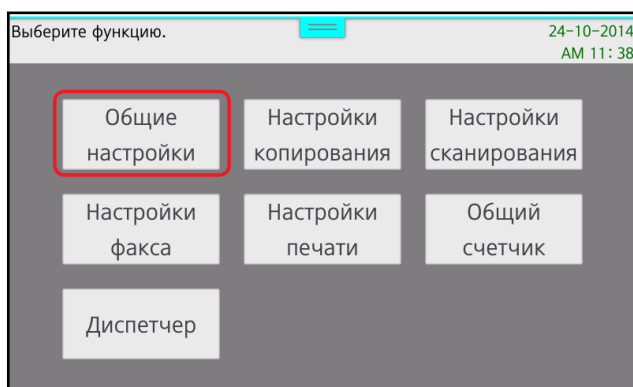 Выберите функцию.
24-10-2014
AM 11: 38
Общие
настройки
Настройки
копирования
Настройки
сканирования
Настройки
факса
Настройки
печати
Общий
счетчик
Диспетчер